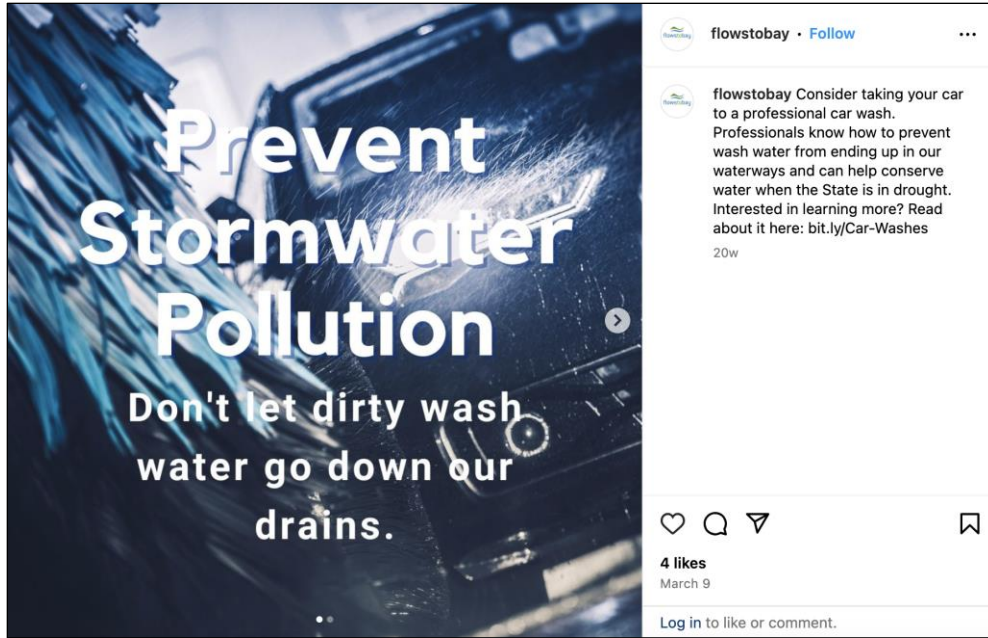 Prevent
Stormwater
Pollution
Don't let dirty wash
water go down our
drains.
flowstobay • Follow
flowstobay Consider taking your car
to a professional car wash.
Professionals know how to prevent
wash water from ending up in our
waterways and can help conserve
water when the State is in drought.
Interested in learning more? Read
about it here: bit.ly/Car-Washes
20w
4 likes
March 9
Log in to like or comment.